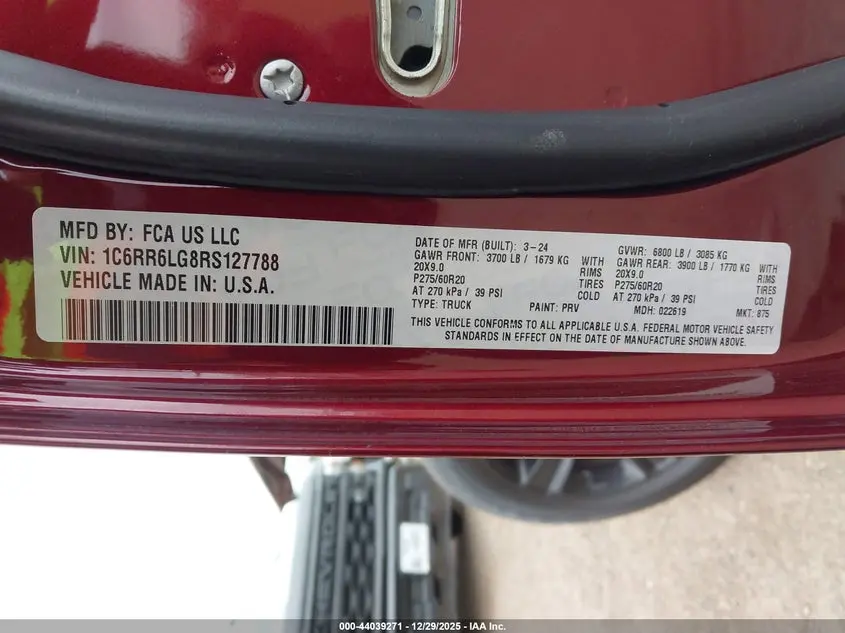 MFD BY: FCA US LLC
VIN: 1C6RR6LG8RS127788
VEHICLE MADE IN: U.S.A.
DATE OF MFR (BUILT): 3-24
GAWR FRONT: 3700 LB / 1679 KG WITH
20X9.0 RIMS
P275/60R20 TIRES
AT 270 kPa / 39 PSI COLD
TYPE: TRUCK PAINT: PRV
GVWR: 6800 LB / 3085 KG
GAWR REAR: 3900 LB / 1770 KG WITH
20X9.0 RIMS
P275/60R20 TIRES
AT 270 kPa / 39 PSI COLD
MDH: 022619 MKT: 875
THIS VEHICLE CONFORMS TO ALL APPLICABLE U.S.A. FEDERAL MOTOR VEHICLE SAFETY
STANDARDS IN EFFECT ON THE DATE OF MANUFACTURE SHOWN ABOVE.
CHEVROLET
000-44039271 - 12/29/2025 - IAA Inc.